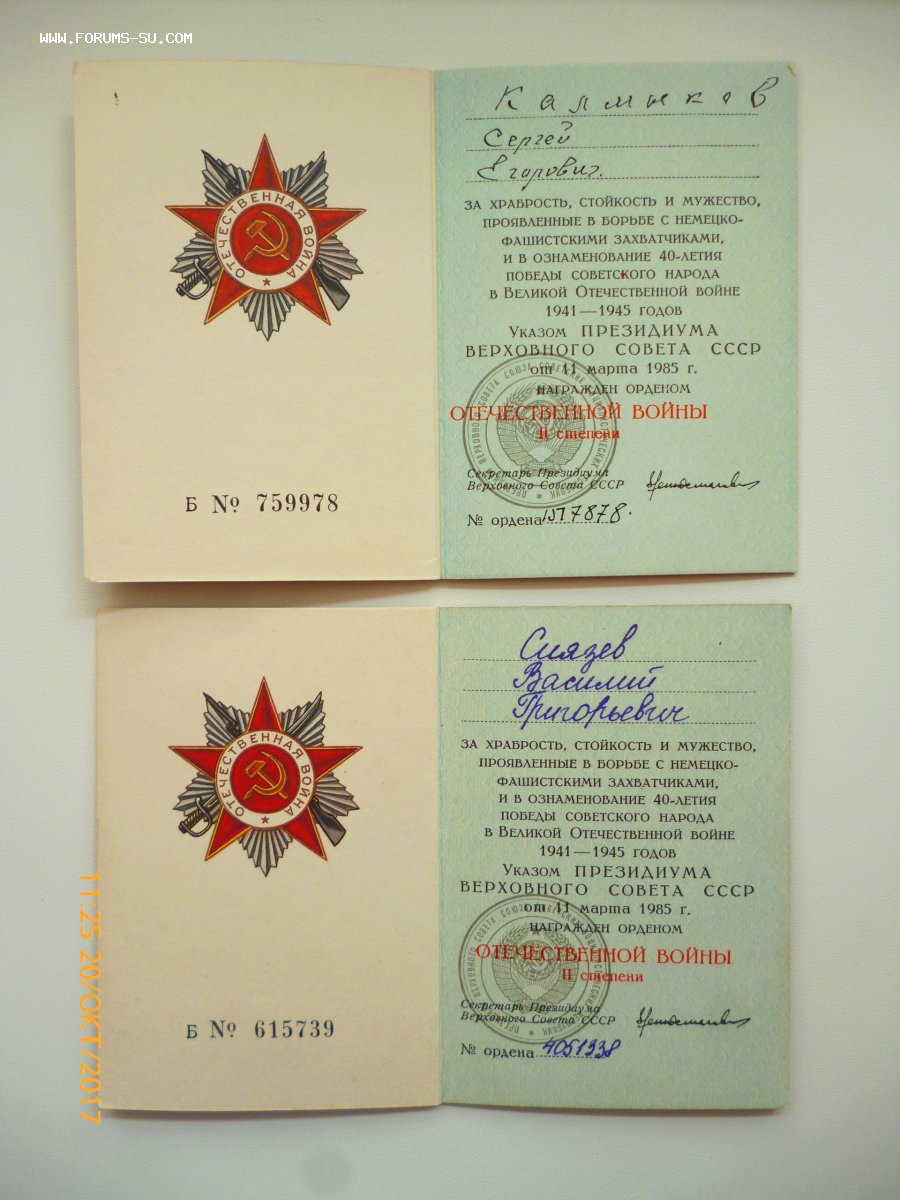 www.forums-su.com
Калмыков
Сергей
Егорович.
За храбрость, стойкость и мужество,
проявленные в борьбе с немецко-
фашистскими захватчиками,
и в ознаменование 40-летия
победы советского народа
в Великой Отечественной войне
1941—1945 годов
Указом ПРЕЗИДИУМА
ВЕРХОВНОГО СОВЕТА СССР
от 11 марта 1985 г.
награжден орденом
ОТЕЧЕСТВЕННОЙ ВОЙНЫ
II степени
Секретарь Президиума
Верховного Совета СССР
№ ордена 1517878.
ОТЕЧЕСТВЕННАЯ ВОЙНА
Б № 759978
Сиязев
Василий
Григорьевич
За храбрость, стойкость и мужество,
проявленные в борьбе с немецко-
фашистскими захватчиками,
и в ознаменование 40-летия
победы советского народа
в Великой Отечественной войне
1941—1945 годов
Указом ПРЕЗИДИУМА
ВЕРХОВНОГО СОВЕТА СССР
от 11 марта 1985 г.
награжден орденом
ОТЕЧЕСТВЕННОЙ ВОЙНЫ
II степени
Секретарь Президиума
Верховного Совета СССР
№ ордена 4051338
ОТЕЧЕСТВЕННАЯ ВОЙНА
Б № 615739
11:25 20/ОКТ/2017